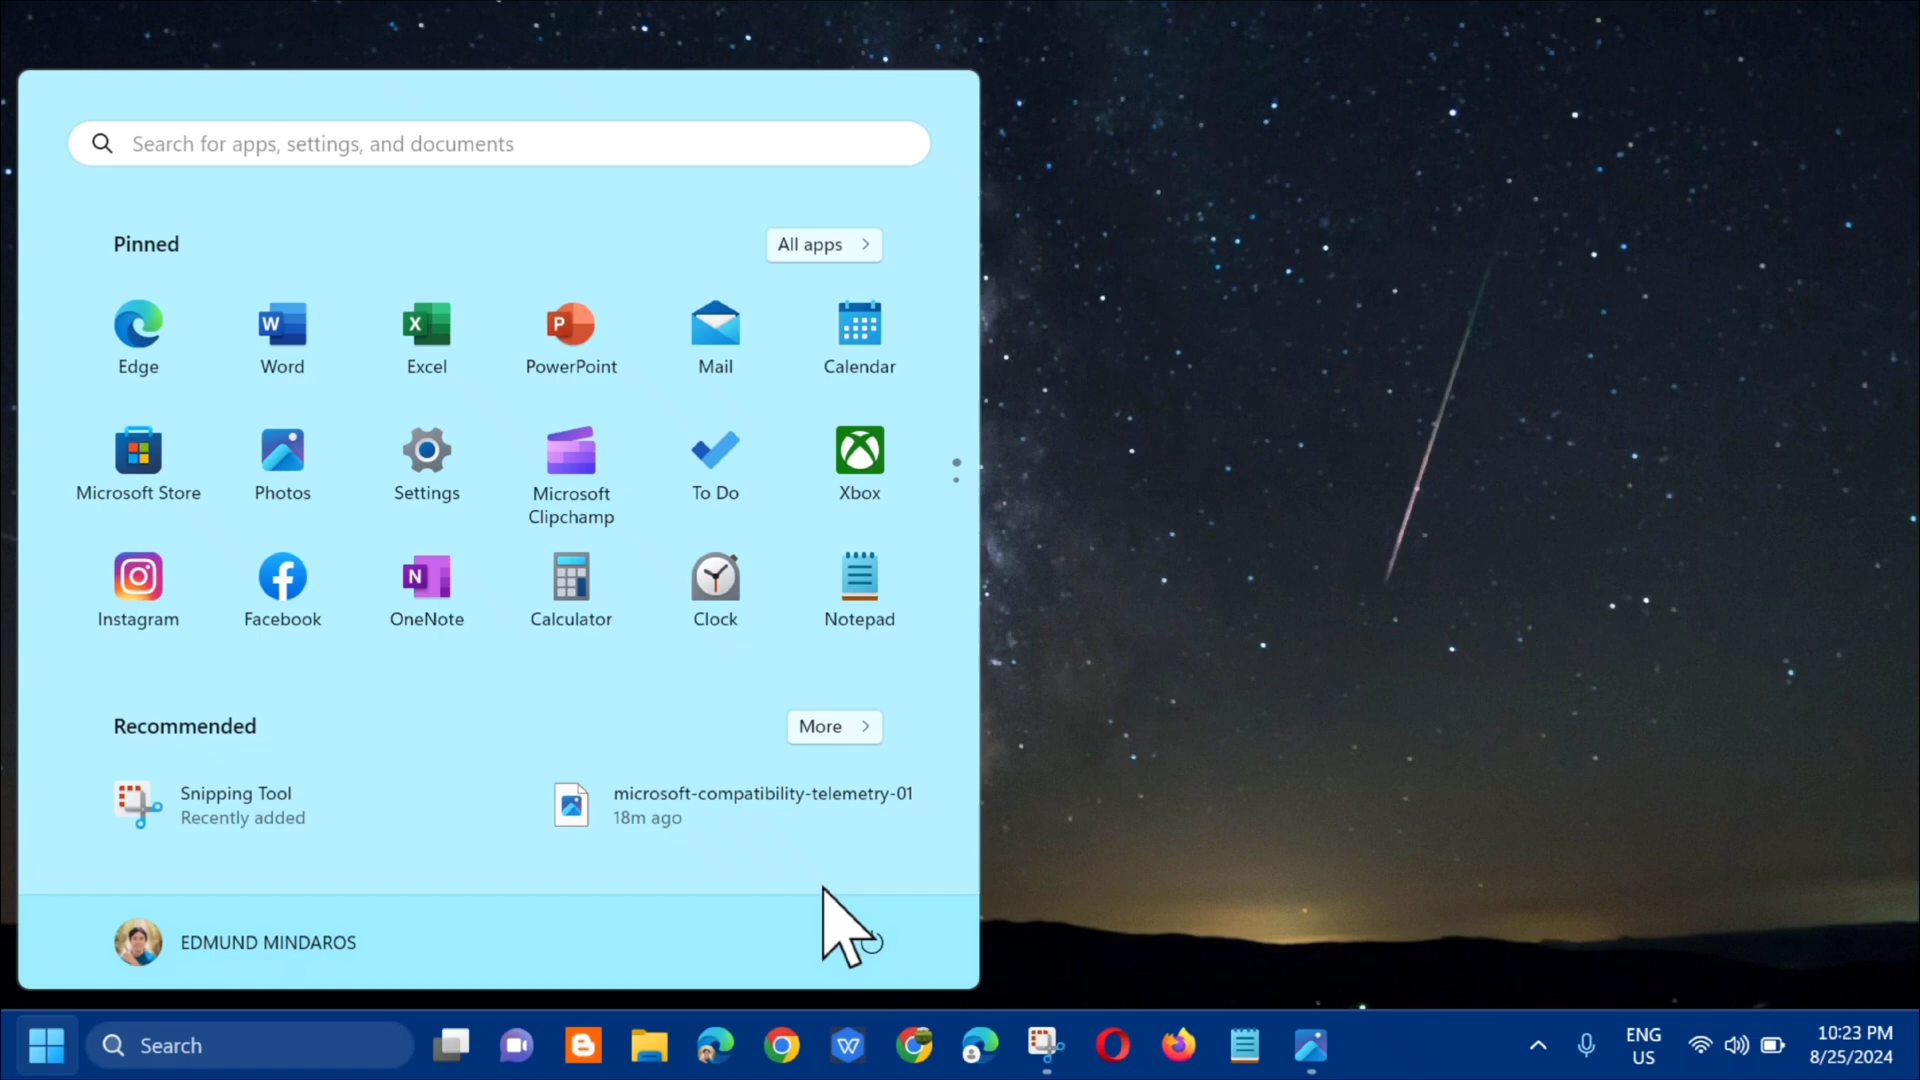 Search for apps, settings, and documents
Pinned
All apps
Edge
Word
Excel
PowerPoint
Mail
Calendar
Microsoft Store
Photos
Settings
Microsoft
Clipchamp
To Do
Xbox
Instagram
Facebook
OneNote
Calculator
Clock
Notepad
Recommended
More
Snipping Tool
Recently added
microsoft-compatibility-telemetry-01
18m ago
EDMUND MINDAROS
Search
ENG
US
10:23 PM
8/25/2024